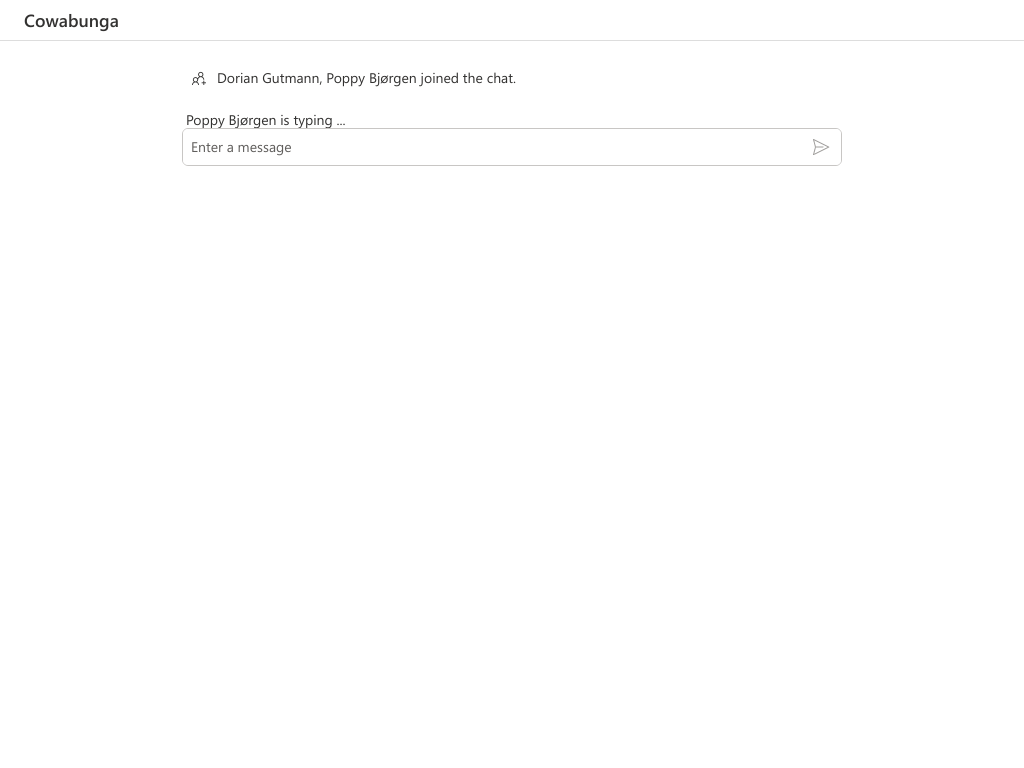 Cowabunga
Dorian Gutmann, Poppy Bjørgen joined the chat.
Poppy Bjørgen is typing ...
Enter a message